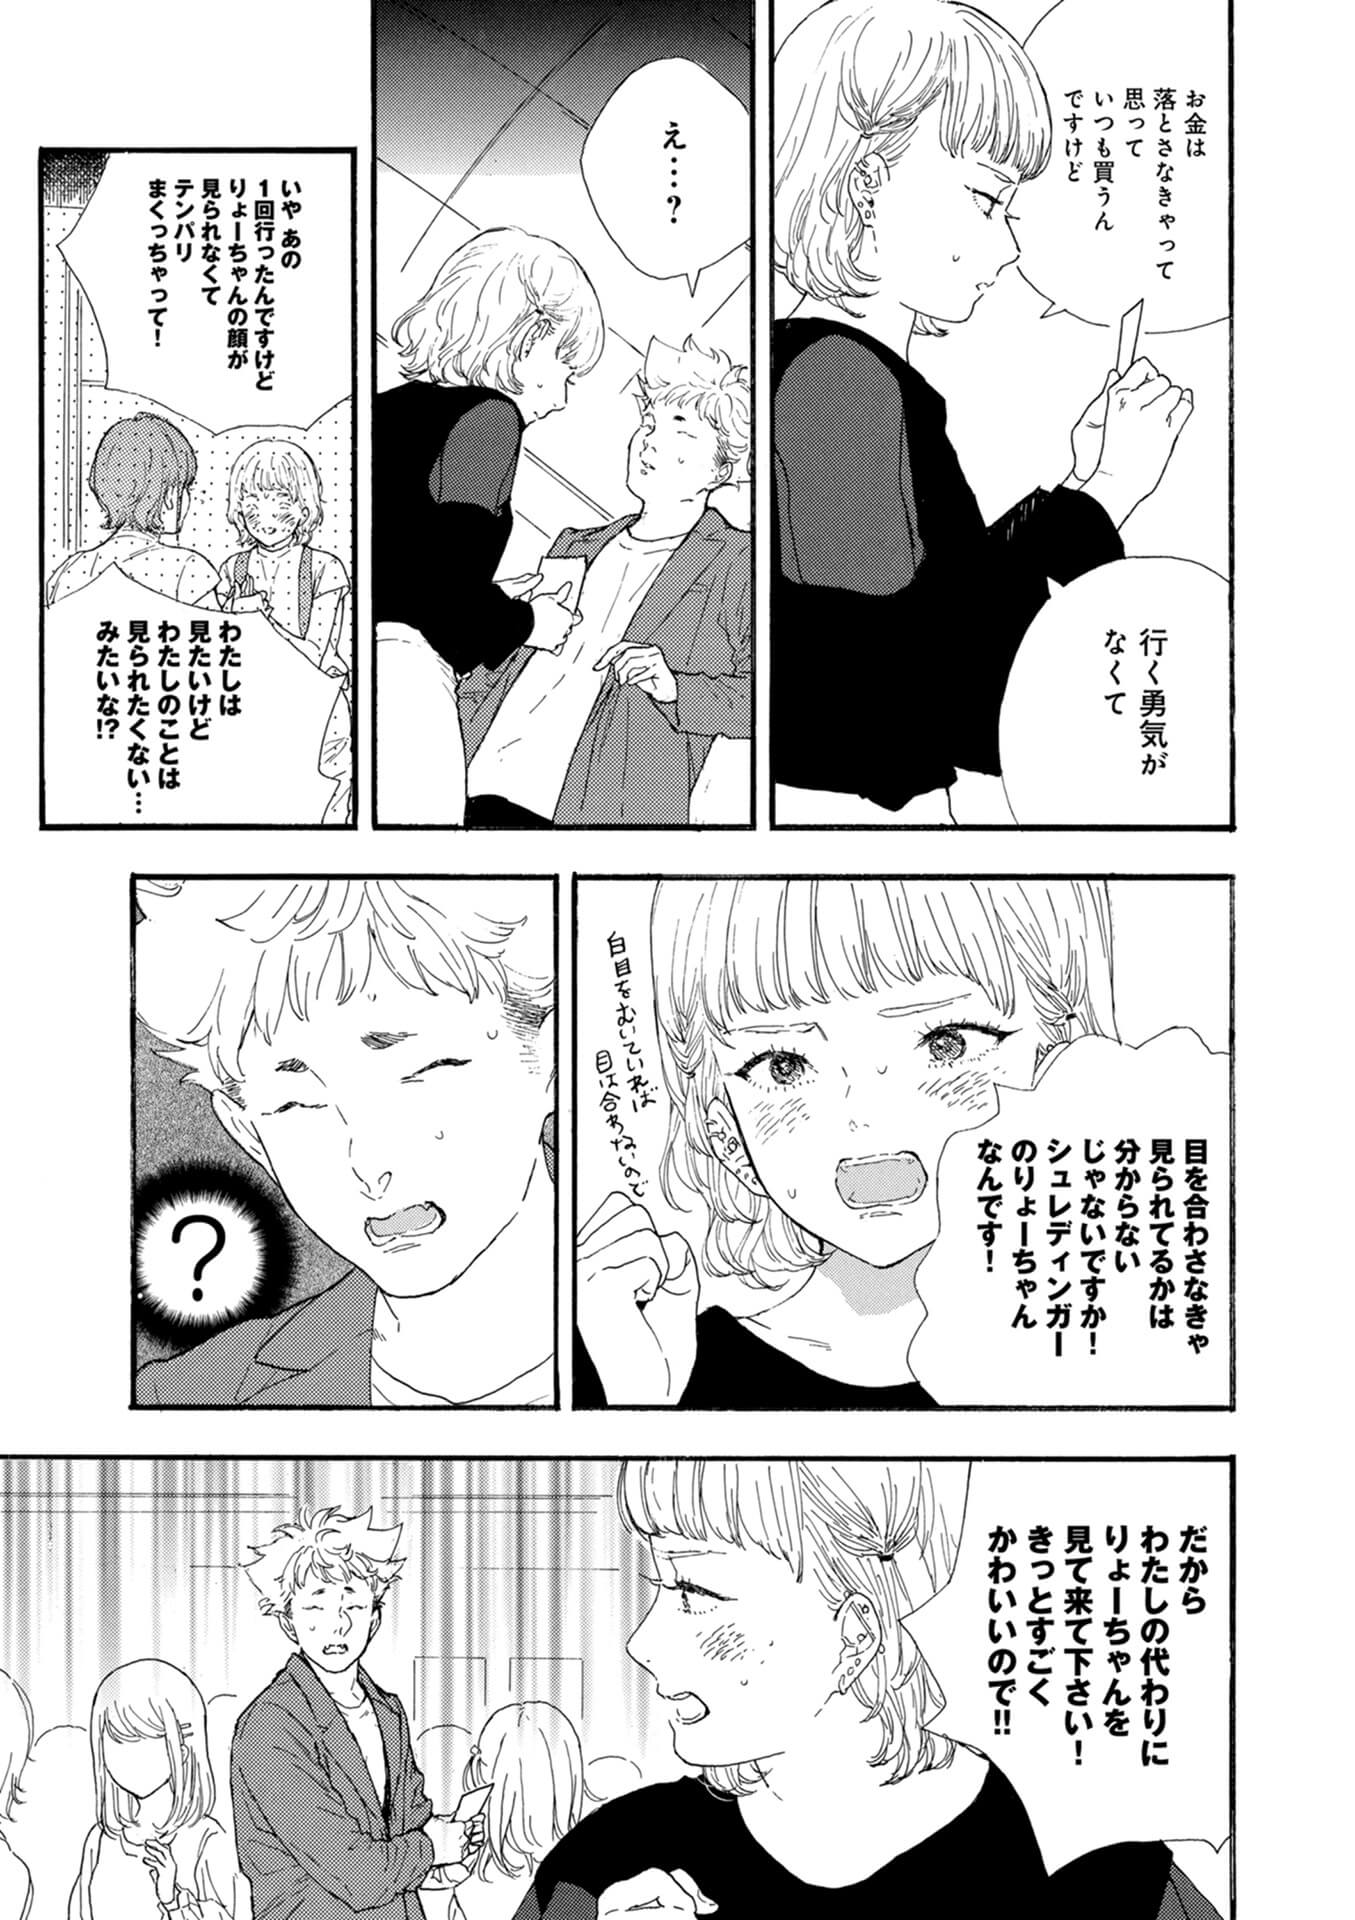 お金は
落とさなきゃって
思って
いつも買うん
ですけど
行く勇気が
なくて
え…?
いや あの
1回行ったんですけど
りょーちゃんの顔が
見られなくて
テンパリ
まくっちゃって!
わたしは
見たいけど
わたしのことは
見られたくない…
みたいな!?
目を合わさなきゃ
見られてるかは
分からない
じゃないですか!
シュレディンガー
のりょーちゃん
なんです!
白目をむいていれば
目は合わないので
?
だから
わたしの代わりに
りょーちゃんを
見て来て下さい!
きっとすごく
かわいいので!!